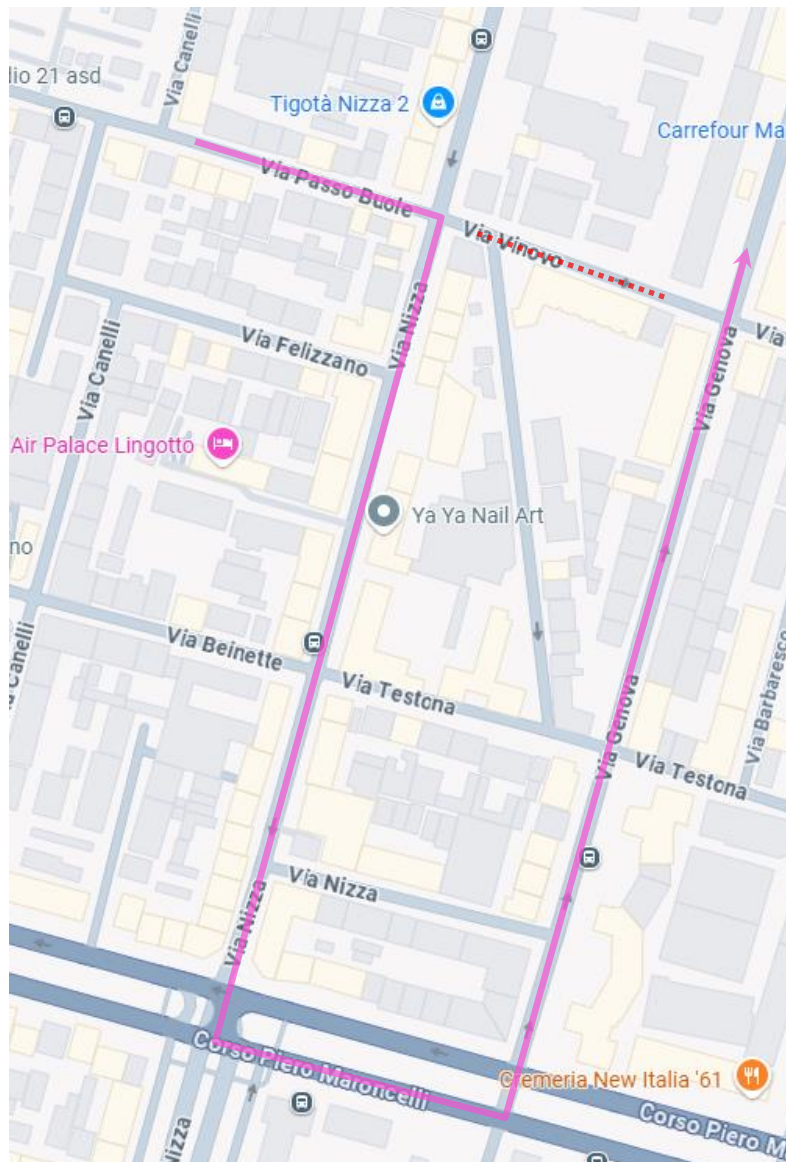 Via Canelli
lio 21 asd
Tigotà Nizza 2
Carrefour Ma
Via Passo Buole
Via Vinovo
Via Nizza
Via
Via Felizzano
Via Canelli
Via Genova
Air Palace Lingotto
Ya Ya Nail Art
no
Via Beinette
Canelli
Via Testona
Via Genova
Via Barbaresco
Via Testona
Via Nizza
Via Nizza
Corso Piero Maroncelli
Cremeria New Italia '61
Corso Piero M
Nizza